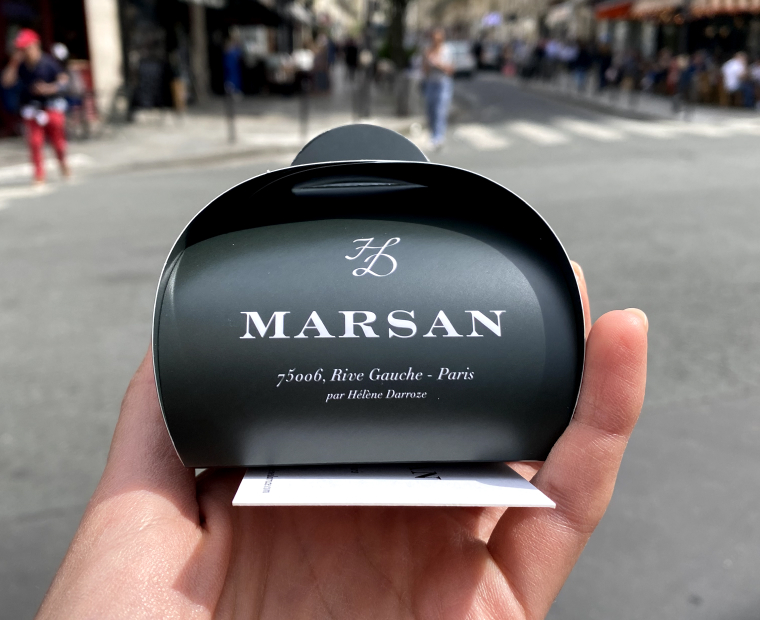 HD
MARSAN
75006, Rive Gauche - Paris
par Hélène Darroze